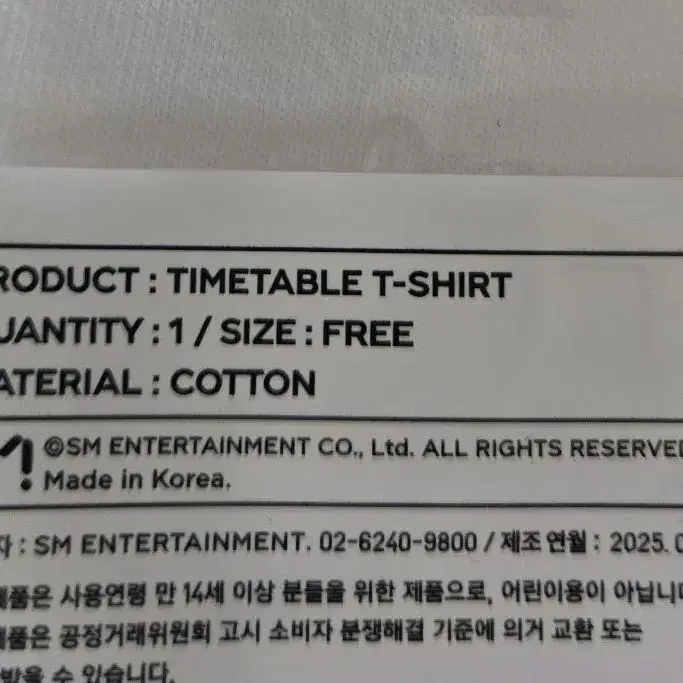 RODUCT : TIMETABLE T-SHIRT
UANTITY : 1 / SIZE : FREE
ATERIAL : COTTON
©SM ENTERTAINMENT CO., Ltd. ALL RIGHTS RESERVED
Made in Korea.
자 : SM ENTERTAINMENT. 02-6240-9800 / 제조연월 : 2025. 0
제품은 사용연령 만 14세 이상 분들을 위한 제품으로, 어린이용이 아닙니다
제품은 공정거래위원회 고시 소비자 분쟁해결 기준에 의거 교환 또는
받을 수 있습니다.